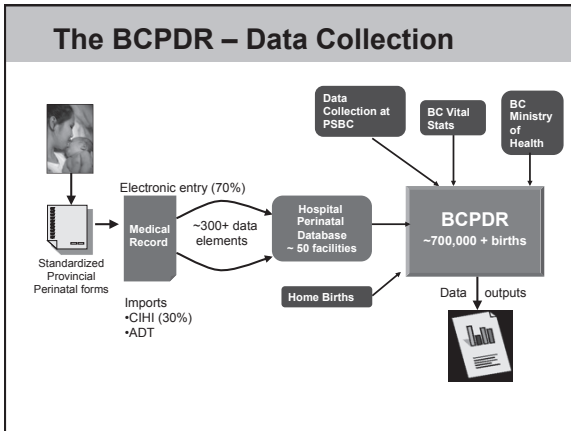 The BCPDR – Data Collection
Data
Collection at
PSBC
BC Vital
Stats
BC
Ministry
of
Health
Electronic entry (70%)
Medical
Record
~300+ data
elements
Hospital
Perinatal
Database
~ 50 facilities
BCPDR
~700,000 + births
Standardized
Provincial
Perinatal forms
Imports
•CIHI (30%)
•ADT
Home Births
Data outputs